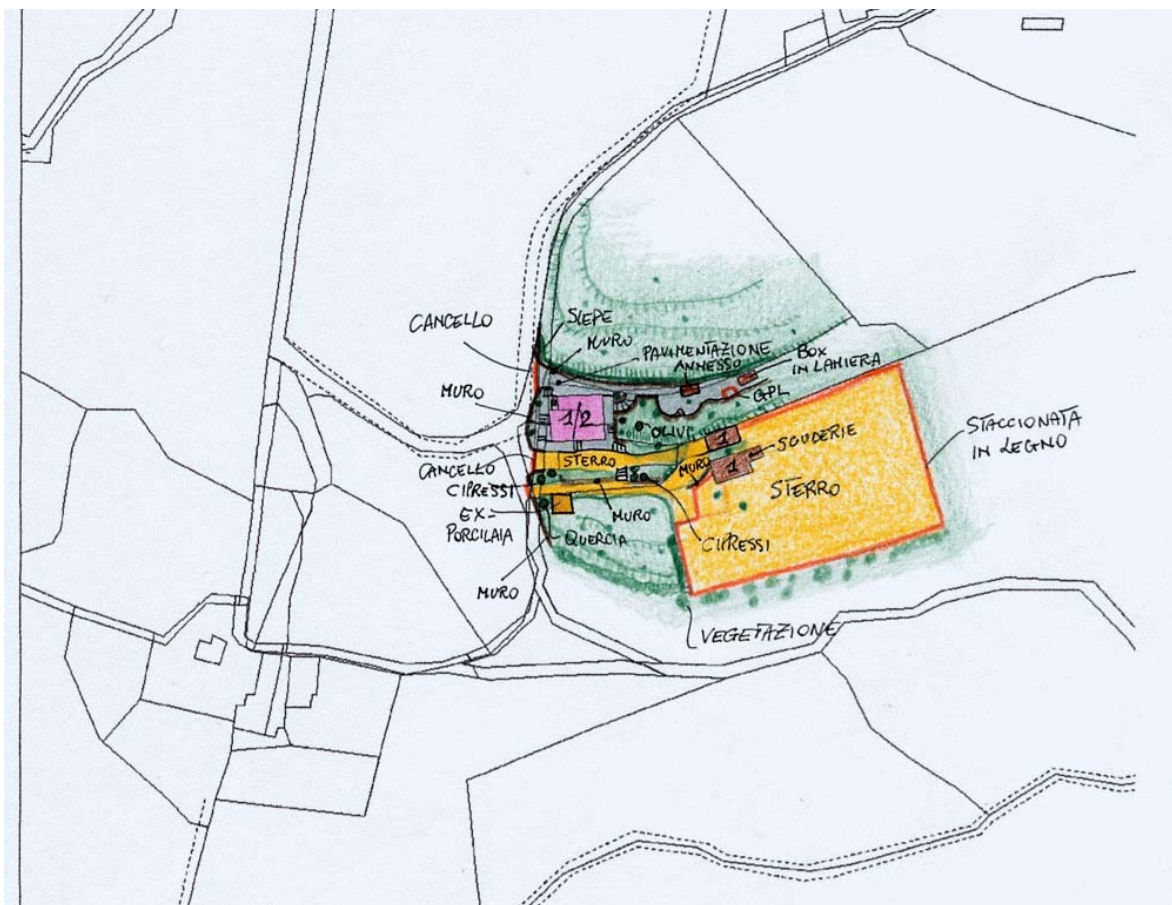 CANCELLO
SIEPE
MURO
PAVIMENTAZIONE
ANNESSO
BOX
IN LAMIERA
GPL
MURO
1/2
OLIVI
1
SCUDERIE
STACCIONATA
IN LEGNO
CANCELLO
STERRO
MURO
1
STERRO
CIPRESSI
EX-
PORCILAIA
MURO
QUERCIA
CIPRESSI
MURO
VEGETAZIONE